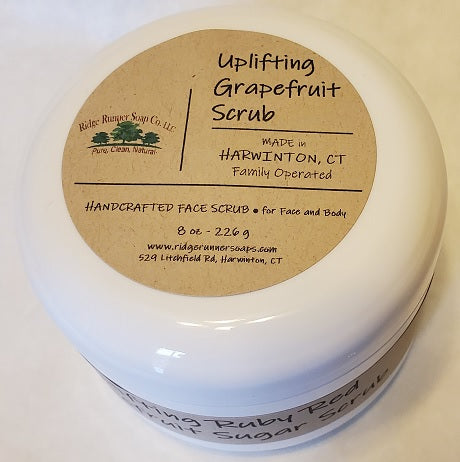 Uplifting
Grapefruit
Scrub
Ridge Runner Soap Co. LLC
Pure, Clean, Natural
MADE in
HARWINTON, CT
Family Operated
HANDCRAFTED FACE SCRUB • for Face and Body
8 oz - 226 g
www.ridgerunnersoaps.com
529 Litchfield Rd, Harwinton, CT
Ruby Red
Sugar Scrub